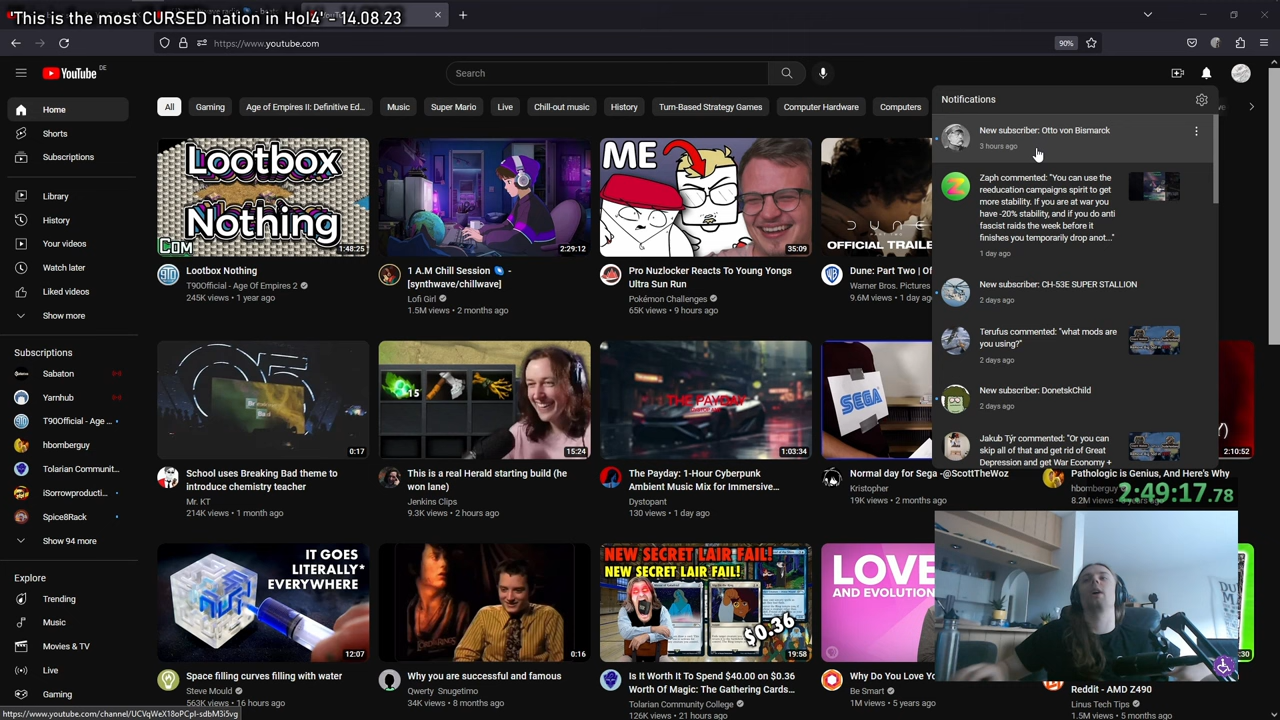 'This is the most CURSED nation in HoI4' - 14.08.23
https://www.youtube.com
90%
YouTube
DE
Search
All
Gaming
Age of Empires II: Definitive Ed...
Music
Super Mario
Live
Chill-out music
History
Turn-Based Strategy Games
Computer Hardware
Computers
Home
Shorts
Subscriptions
Library
History
Your videos
Watch later
Liked videos
Show more
Subscriptions
Sabaton
Yarnhub
T90Official - Age ...
hbomberguy
Tolarian Communit...
iSorrowproducti...
Spice8Rack
Show 94 more
Explore
Trending
Music
Movies & TV
Live
Gaming
Lootbox
Nothing
Com
1:48:25
Lootbox Nothing
T90Official - Age Of Empires 2
245K views • 1 year ago
2:29:12
1 A.M Chill Session
-
[synthwave/chillwave]
Lofi Girl
1.5M views • 2 months ago
ME
35:09
Pro Nuzlocker Reacts To Young Yongs
Ultra Sun Run
Pokémon Challenges
65K views • 9 hours ago
DUNE
OFFICIAL TRAILE
Dune: Part Two | Of
Warner Bros. Pictures
9.6M views • 1 day ag
0:17
School uses Breaking Bad theme to
introduce chemistry teacher
Mr. KT
214K views • 1 month ago
15
15:24
This is a real Herald starting build (he
won lane)
Jenkins Clips
9.3K views • 2 hours ago
THE PAYDAY
1:03:34
The Payday: 1-Hour Cyberpunk
Ambient Music Mix for Immersive...
Dystopant
130 views • 1 day ago
SEGA
Normal day for Sega -@ScottTheWoz
Kristopher
19K views • 2 months ago
2:10:52
Pathologic is Genius, And Here's Why
hbomberguy
8.2M views
IT GOES
LITERALLY*
EVERYWHERE
12:07
Space filling curves filling with water
Steve Mould
563K views • 16 hours ago
0:16
Why you are successful and famous
Qwerty_Snugetimo
34K views • 8 months ago
NEW SECRET LAIR FAIL!
NEW SECRET LAIR FAIL!
$0.36
19:58
Is It Worth It To Spend $40.00 on $0.36
Worth Of Magic: The Gathering Cards...
Tolarian Community College
126K views • 21 hours ago
LOVE
AND EVOLUTION
Why Do You Lov
Be Smart
1M views • 5 years
:30
Reddit - AMD Z490
Linus Tech Tips
1.5M views • 5 months ago
Notifications
New subscriber: Otto von Bismarck
3 hours ago
Zaph commented: "You can use the
reeducation campaigns spirit to get
more stability. If you are at war you
have -20% stability, and if you do anti
fascist raids the week before it
finishes you temporarily drop anot..."
1 day ago
New subscriber: CH-53E SUPER STALLION
2 days ago
Terufus commented: "what mods are
you using?"
2 days ago
New subscriber: DonetskChild
2 days ago
Jakub Týr commented: "Or you can
skip all of that and get rid of Great
Depression and get War Economy +
2:49:17.78
https://www.youtube.com/channel/UCVqWeX18oPCpI-sdbM3i5vg